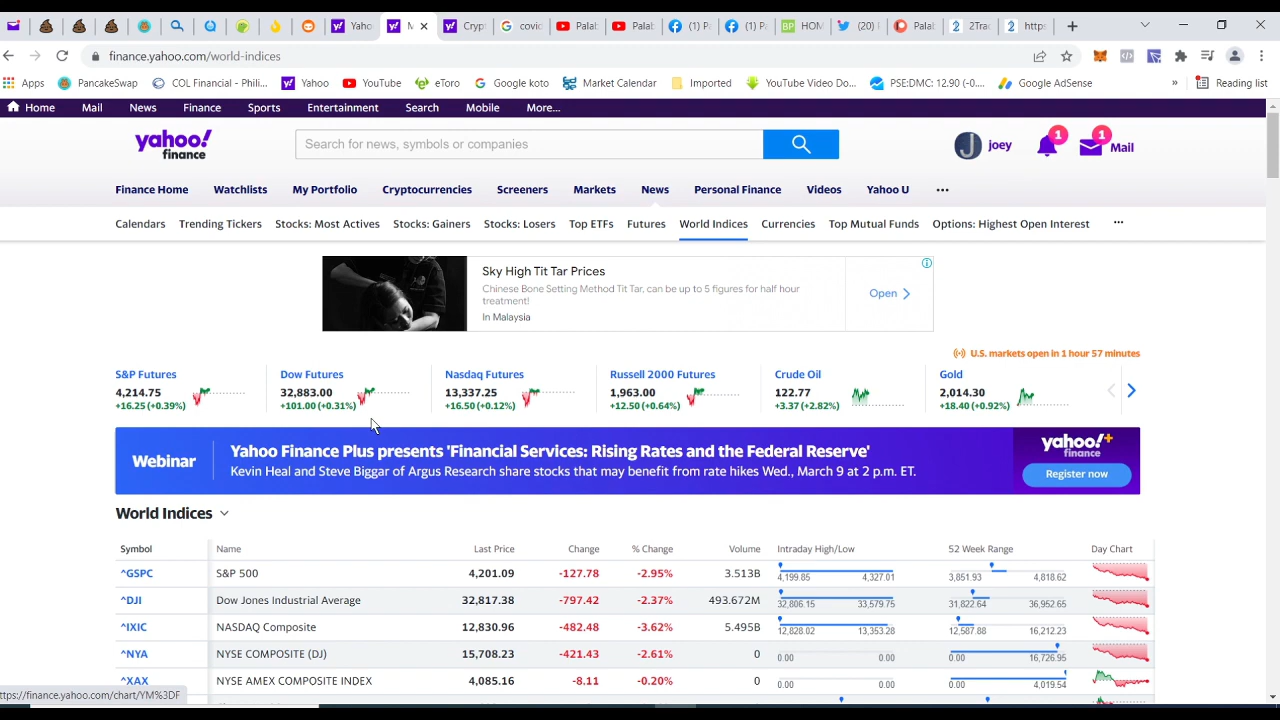 Yaho
M
Cryp
covid
Palab
Palab
(1) F
(1) P
HOM
(20)
Palab
2Trac
https
finance.yahoo.com/world-indices
Apps PancakeSwap COL Financial - Phili... Yahoo YouTube eToro Google koto Market Calendar Imported YouTube Video Do... PSE:DMC: 12.90 (-0.... Google AdSense » Reading list
Home Mail News Finance Sports Entertainment Search Mobile More...
yahoo!
finance
Search for news, symbols or companies
J joey 1 1 Mail
Finance Home Watchlists My Portfolio Cryptocurrencies Screeners Markets News Personal Finance Videos Yahoo U ...
Calendars Trending Tickers Stocks: Most Actives Stocks: Gainers Stocks: Losers Top ETFs Futures World Indices Currencies Top Mutual Funds Options: Highest Open Interest ...
Sky High Tit Tar Prices
Chinese Bone Setting Method Tit Tar, can be up to 5 figures for half hour
treatment!
In Malaysia
Open
U.S. markets open in 1 hour 57 minutes
S&P Futures Dow Futures Nasdaq Futures Russell 2000 Futures Crude Oil Gold
4,214.75 32,883.00 13,337.25 1,963.00 122.77 2,014.30
+16.25 (+0.39%) +101.00 (+0.31%) +16.50 (+0.12%) +12.50 (+0.64%) +3.37 (+2.82%) +18.40 (+0.92%)
Webinar
Yahoo Finance Plus presents 'Financial Services: Rising Rates and the Federal Reserve'
Kevin Heal and Steve Biggar of Argus Research share stocks that may benefit from rate hikes Wed., March 9 at 2 p.m. ET.
yahoo!+
finance
Register now
World Indices
Symbol Name Last Price Change % Change Volume Intraday High/Low 52 Week Range Day Chart
^GSPC S&P 500 4,201.09 -127.78 -2.95% 3.513B 4,199.85 4,327.01 3,851.93 4,818.62
^DJI Dow Jones Industrial Average 32,817.38 -797.42 -2.37% 493.672M 32,806.15 33,579.75 31,822.64 36,952.65
^IXIC NASDAQ Composite 12,830.96 -482.48 -3.62% 5.495B 12,828.02 13,353.28 12,587.88 16,212.23
^NYA NYSE COMPOSITE (DJ) 15,708.23 -421.43 -2.61% 0 0.00 0.00 0.00 16,726.95
^XAX NYSE AMEX COMPOSITE INDEX 4,085.16 -8.11 -0.20% 0 0.00 0.00 0.00 4,019.54
ttps://finance.yahoo.com/chart/YM%3DF